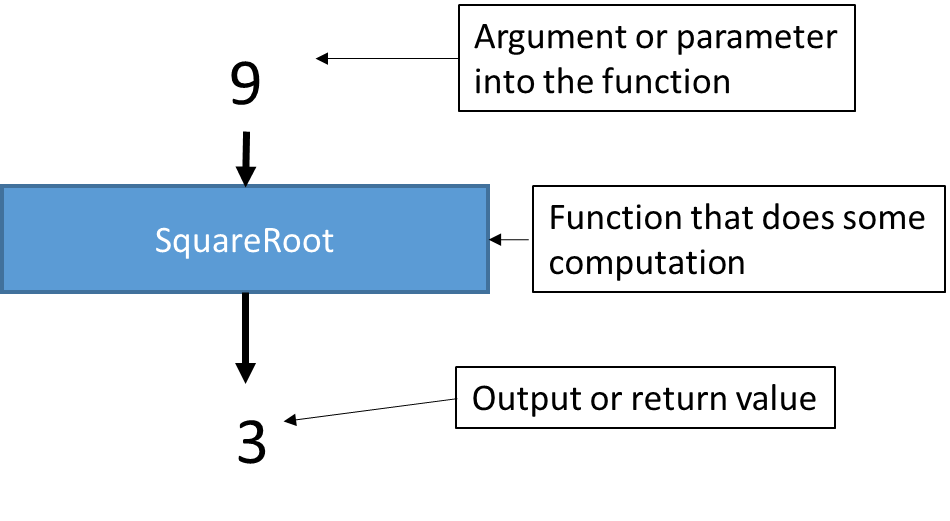 9
Argument or parameter
into the function
SquareRoot
Function that does some
computation
3
Output or return value